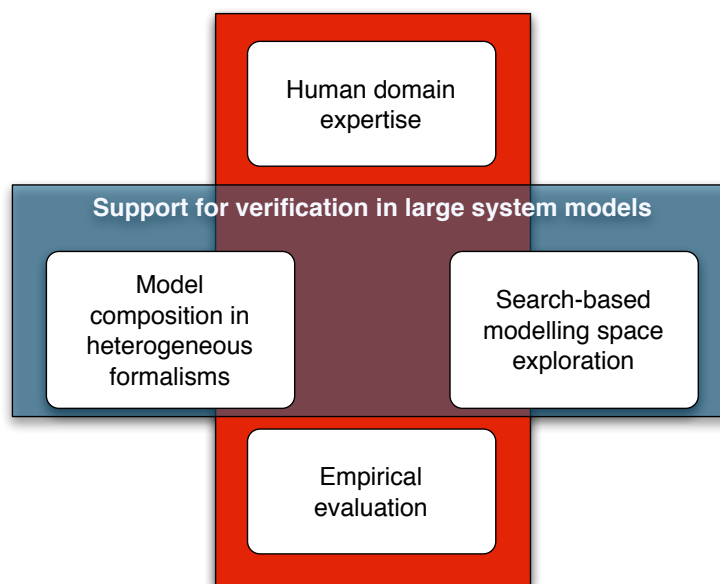 Human domain
expertise
Support for verification in large system models
Model
composition in
heterogeneous
formalisms
Search-based
modelling space
exploration
Empirical
evaluation